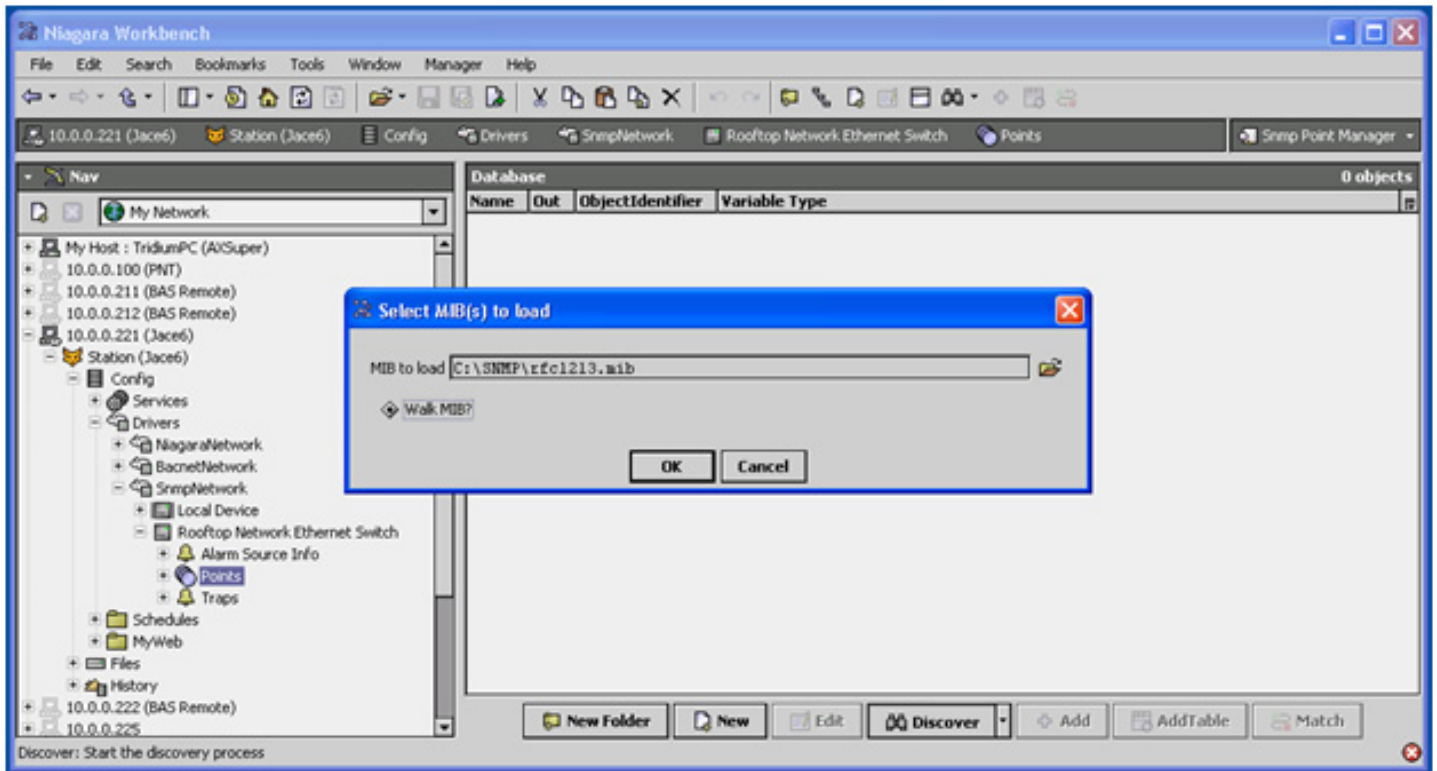 Niagara Workbench
File Edit Search Bookmarks Tools Window Manager Help
10.0.0.221 (Jace6) Station (Jace6) Config Drivers SnmpNetwork Rooftop Network Ethernet Switch Points Snmp Point Manager
Nav
My Network
My Host : TridiumPC (AXSuper)
10.0.0.100 (PNT)
10.0.0.211 (BAS Remote)
10.0.0.212 (BAS Remote)
10.0.0.221 (Jace6)
Station (Jace6)
Config
Services
Drivers
NiagaraNetwork
BacnetNetwork
SnmpNetwork
Local Device
Rooftop Network Ethernet Switch
Alarm Source Info
Points
Traps
Schedules
MyWeb
Files
History
10.0.0.222 (BAS Remote)
10.0.0.225
Database 0 objects
Name Out ObjectIdentifier Variable Type
Select MIB(s) to load
MIB to load C:\SNMP\rfc1213.mib
Walk MIB?
OK Cancel
New Folder New Edit Discover Add AddTable Match
Discover: Start the discovery process